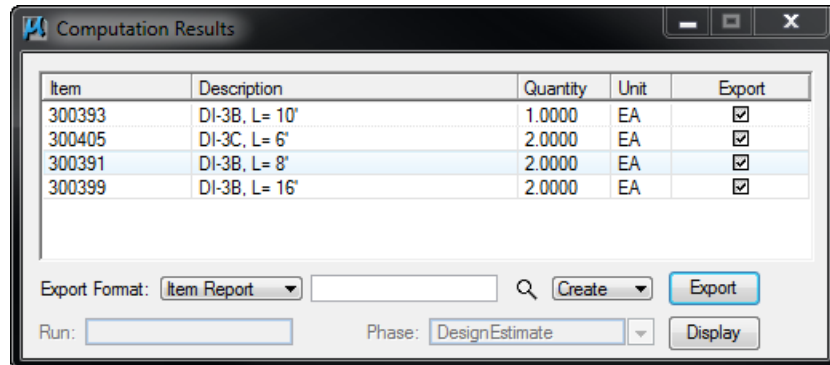 Computation Results
Item Description Quantity Unit Export
300393 DI-3B, L= 10' 1.0000 EA
300405 DI-3C, L= 6' 2.0000 EA
300391 DI-3B, L= 8' 2.0000 EA
300399 DI-3B, L= 16' 2.0000 EA
Export Format: Item Report Create Export
Run: Phase: DesignEstimate Display